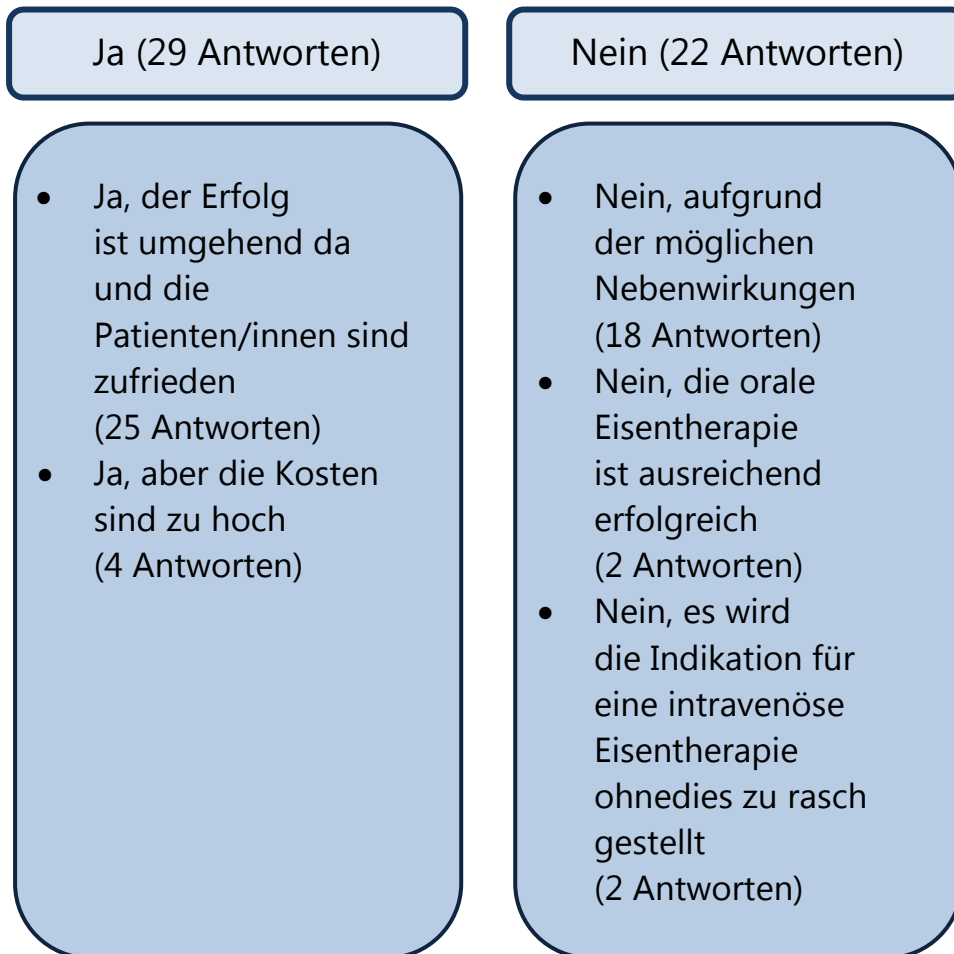 Ja (29 Antworten)
• Ja, der Erfolg
ist umgehend da
und die
Patienten/innen sind
zufrieden
(25 Antworten)
• Ja, aber die Kosten
sind zu hoch
(4 Antworten)
Nein (22 Antworten)
• Nein, aufgrund
der möglichen
Nebenwirkungen
(18 Antworten)
• Nein, die orale
Eisentherapie
ist ausreichend
erfolgreich
(2 Antworten)
• Nein, es wird
die Indikation für
eine intravenöse
Eisentherapie
ohnedies zu rasch
gestellt
(2 Antworten)